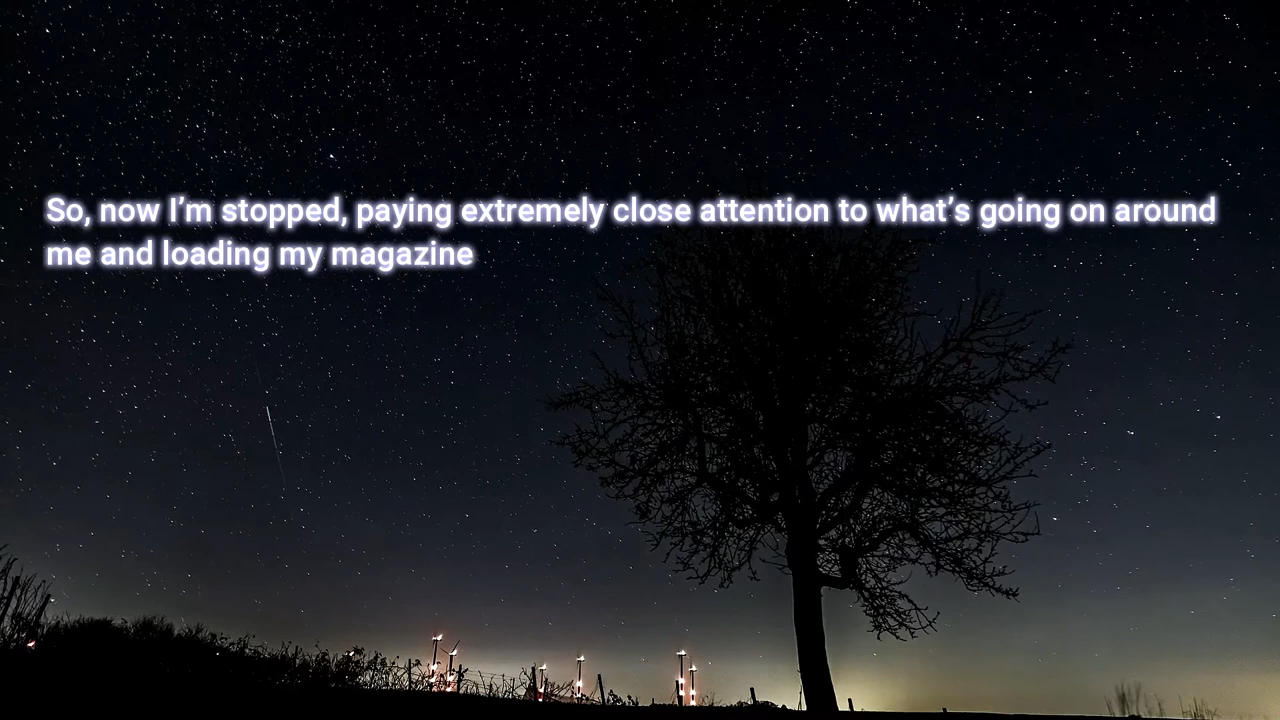 So, now I’m stopped, paying extremely close attention to what’s going on around
me and loading my magazine